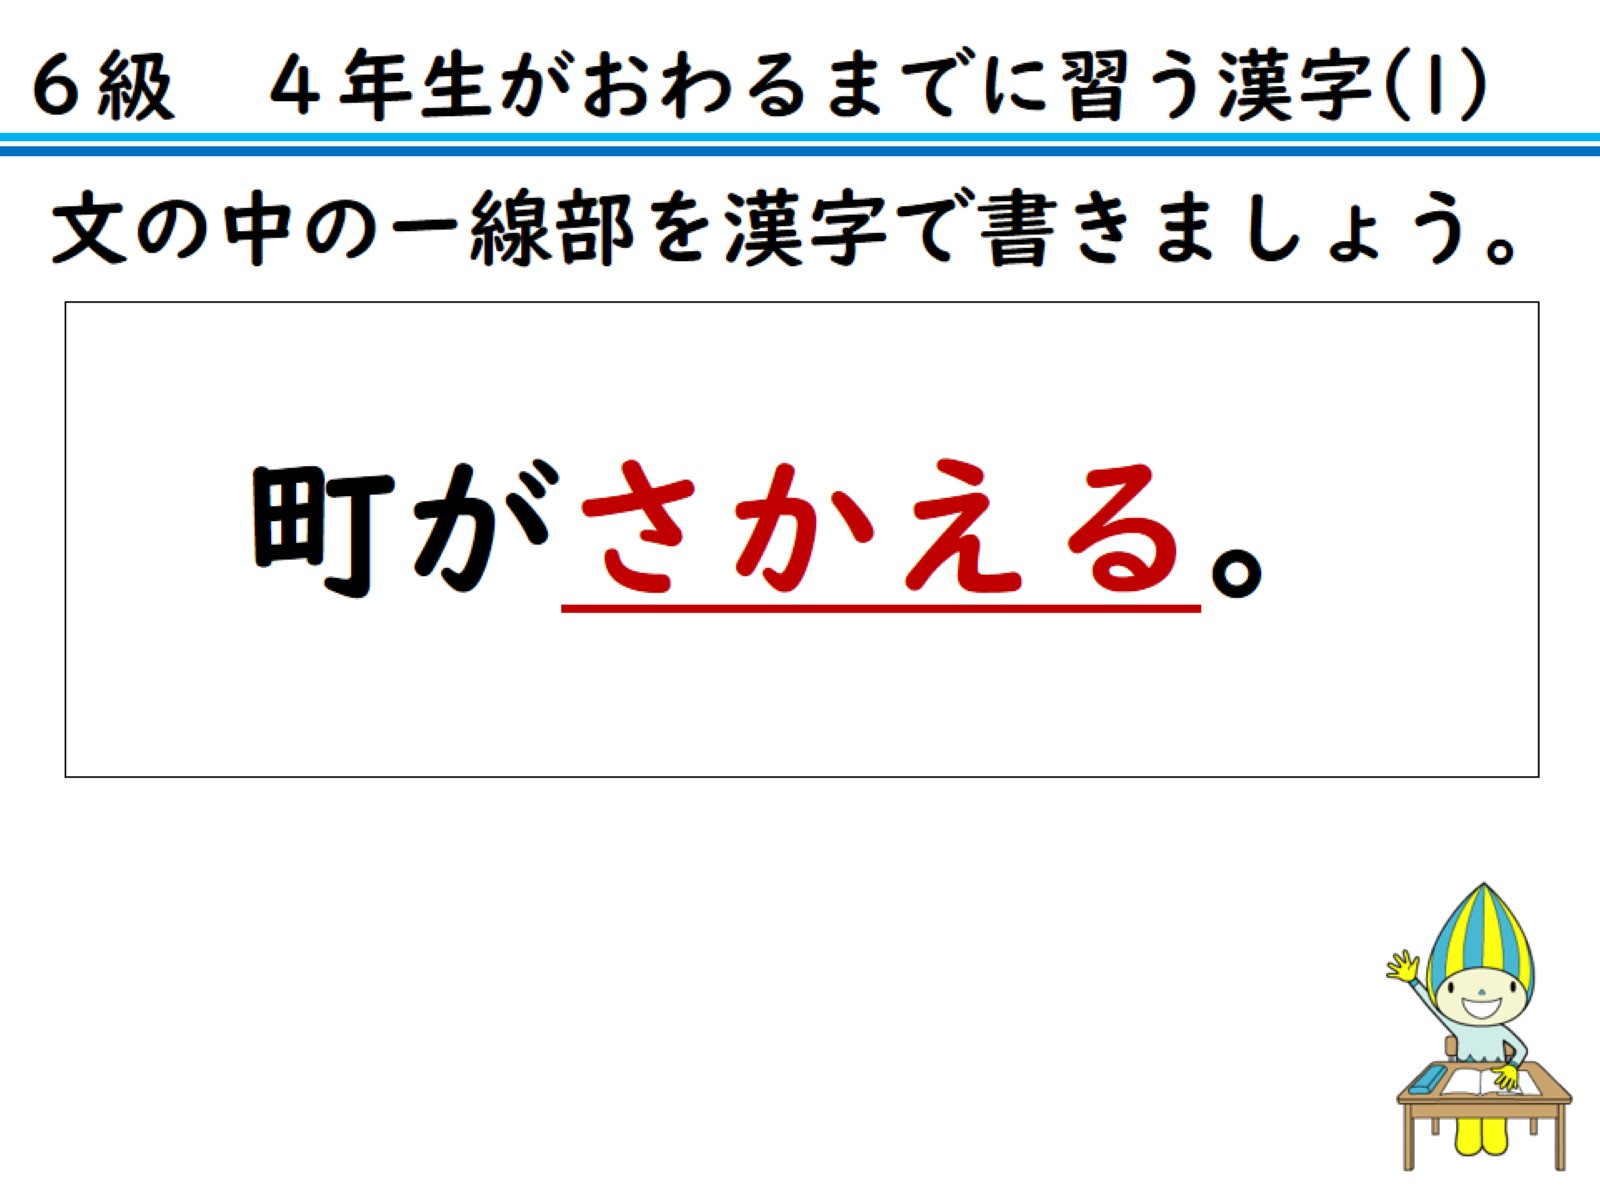 ６級　４年生がおわるまでに習う漢字(1)
文の中の一線部を漢字で書きましょう。
町がさかえる。